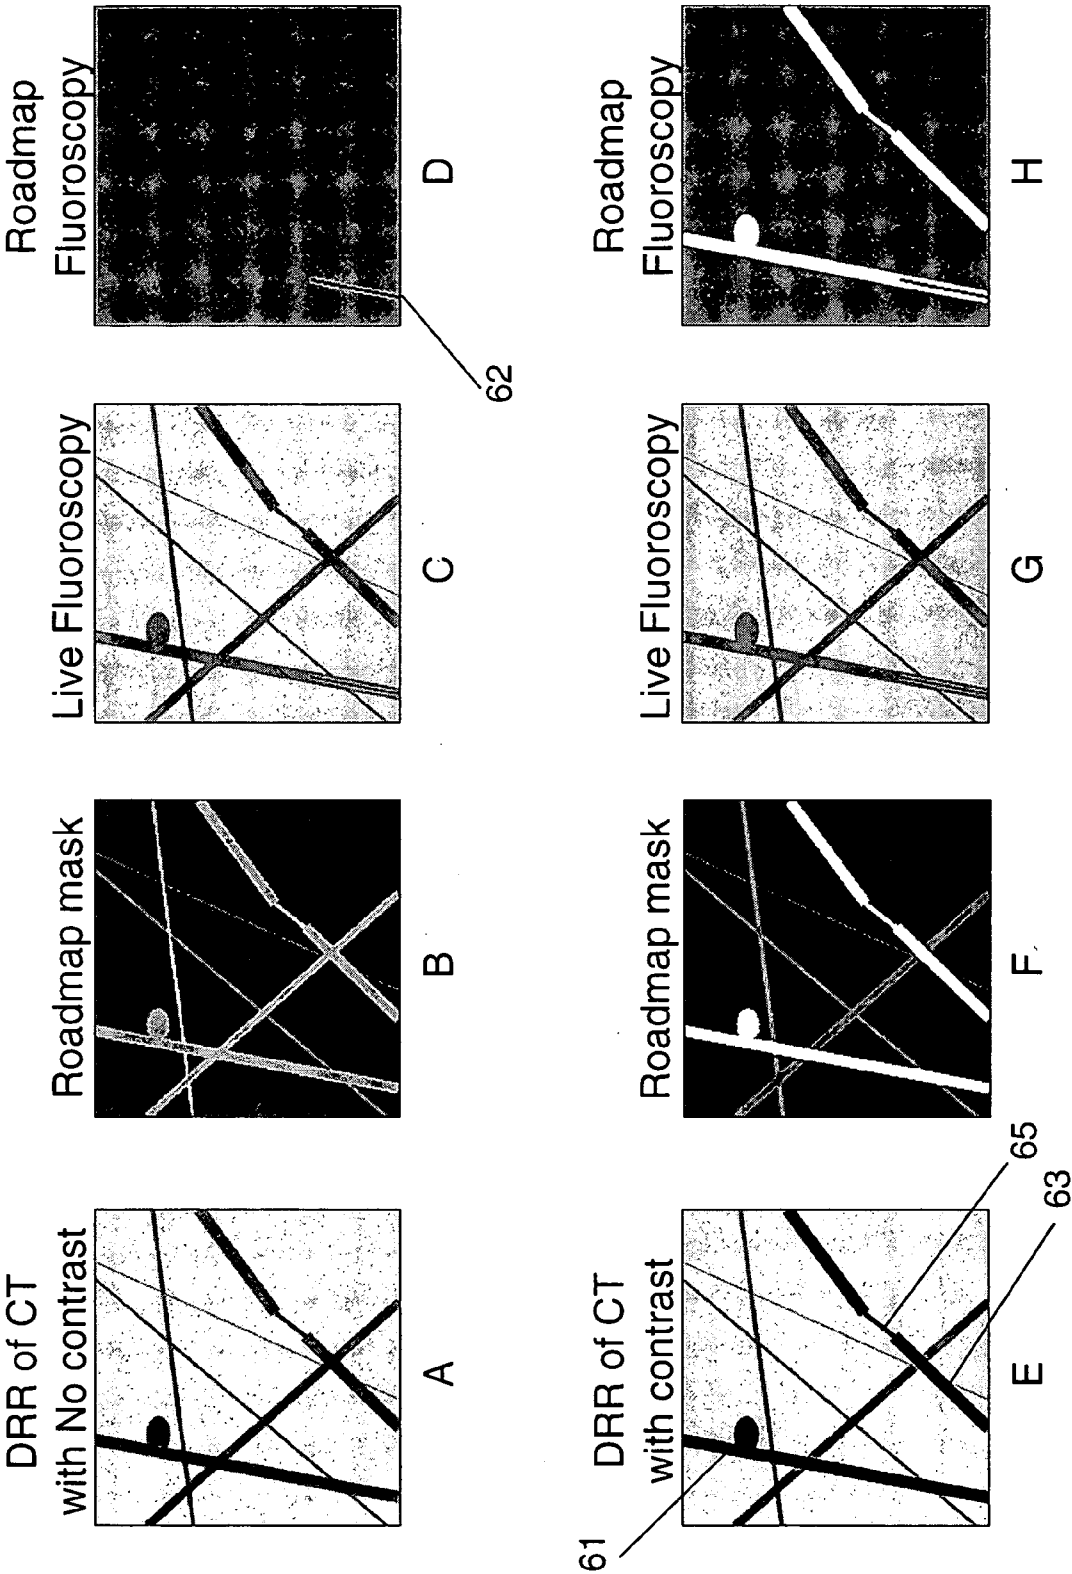 DRR of CT
with No contrast
A
Roadmap mask
B
Live Fluoroscopy
C
Roadmap
Fluoroscopy
D
62
DRR of CT
with contrast
E
61
63
65
Roadmap mask
F
Live Fluoroscopy
G
Roadmap
Fluoroscopy
H